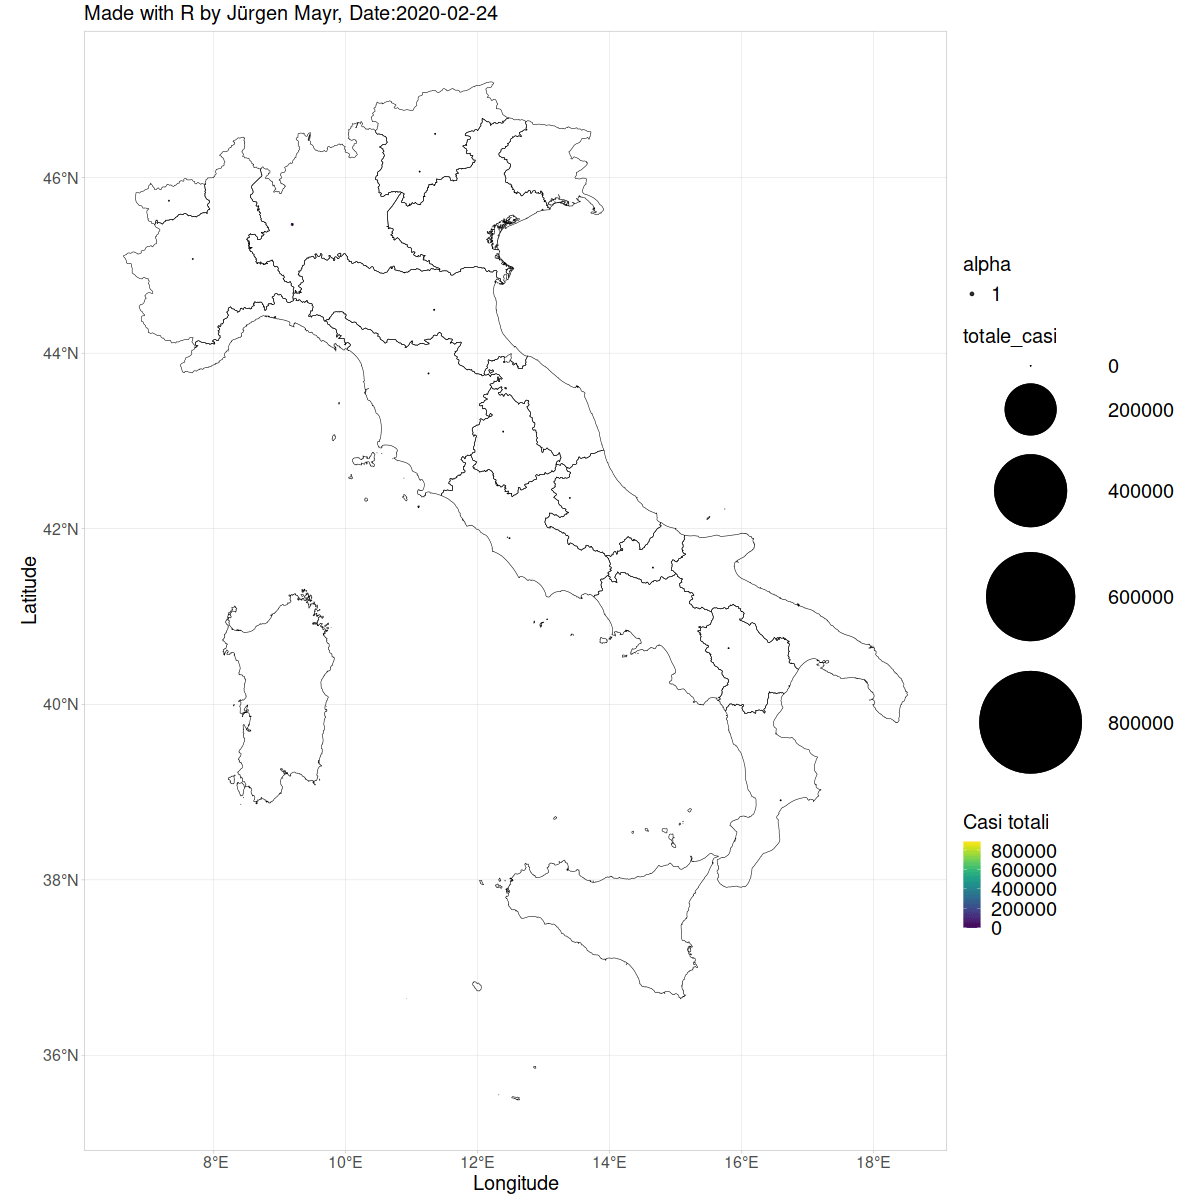 Made with R by Jürgen Mayr, Date:2020-02-24
46°N
44°N
42°N
40°N
38°N
36°N
Latitude
8°E
10°E
12°E
14°E
16°E
18°E
Longitude
alpha
1
totale_casi
0
200000
400000
600000
800000
Casi totali
800000
600000
400000
200000
0